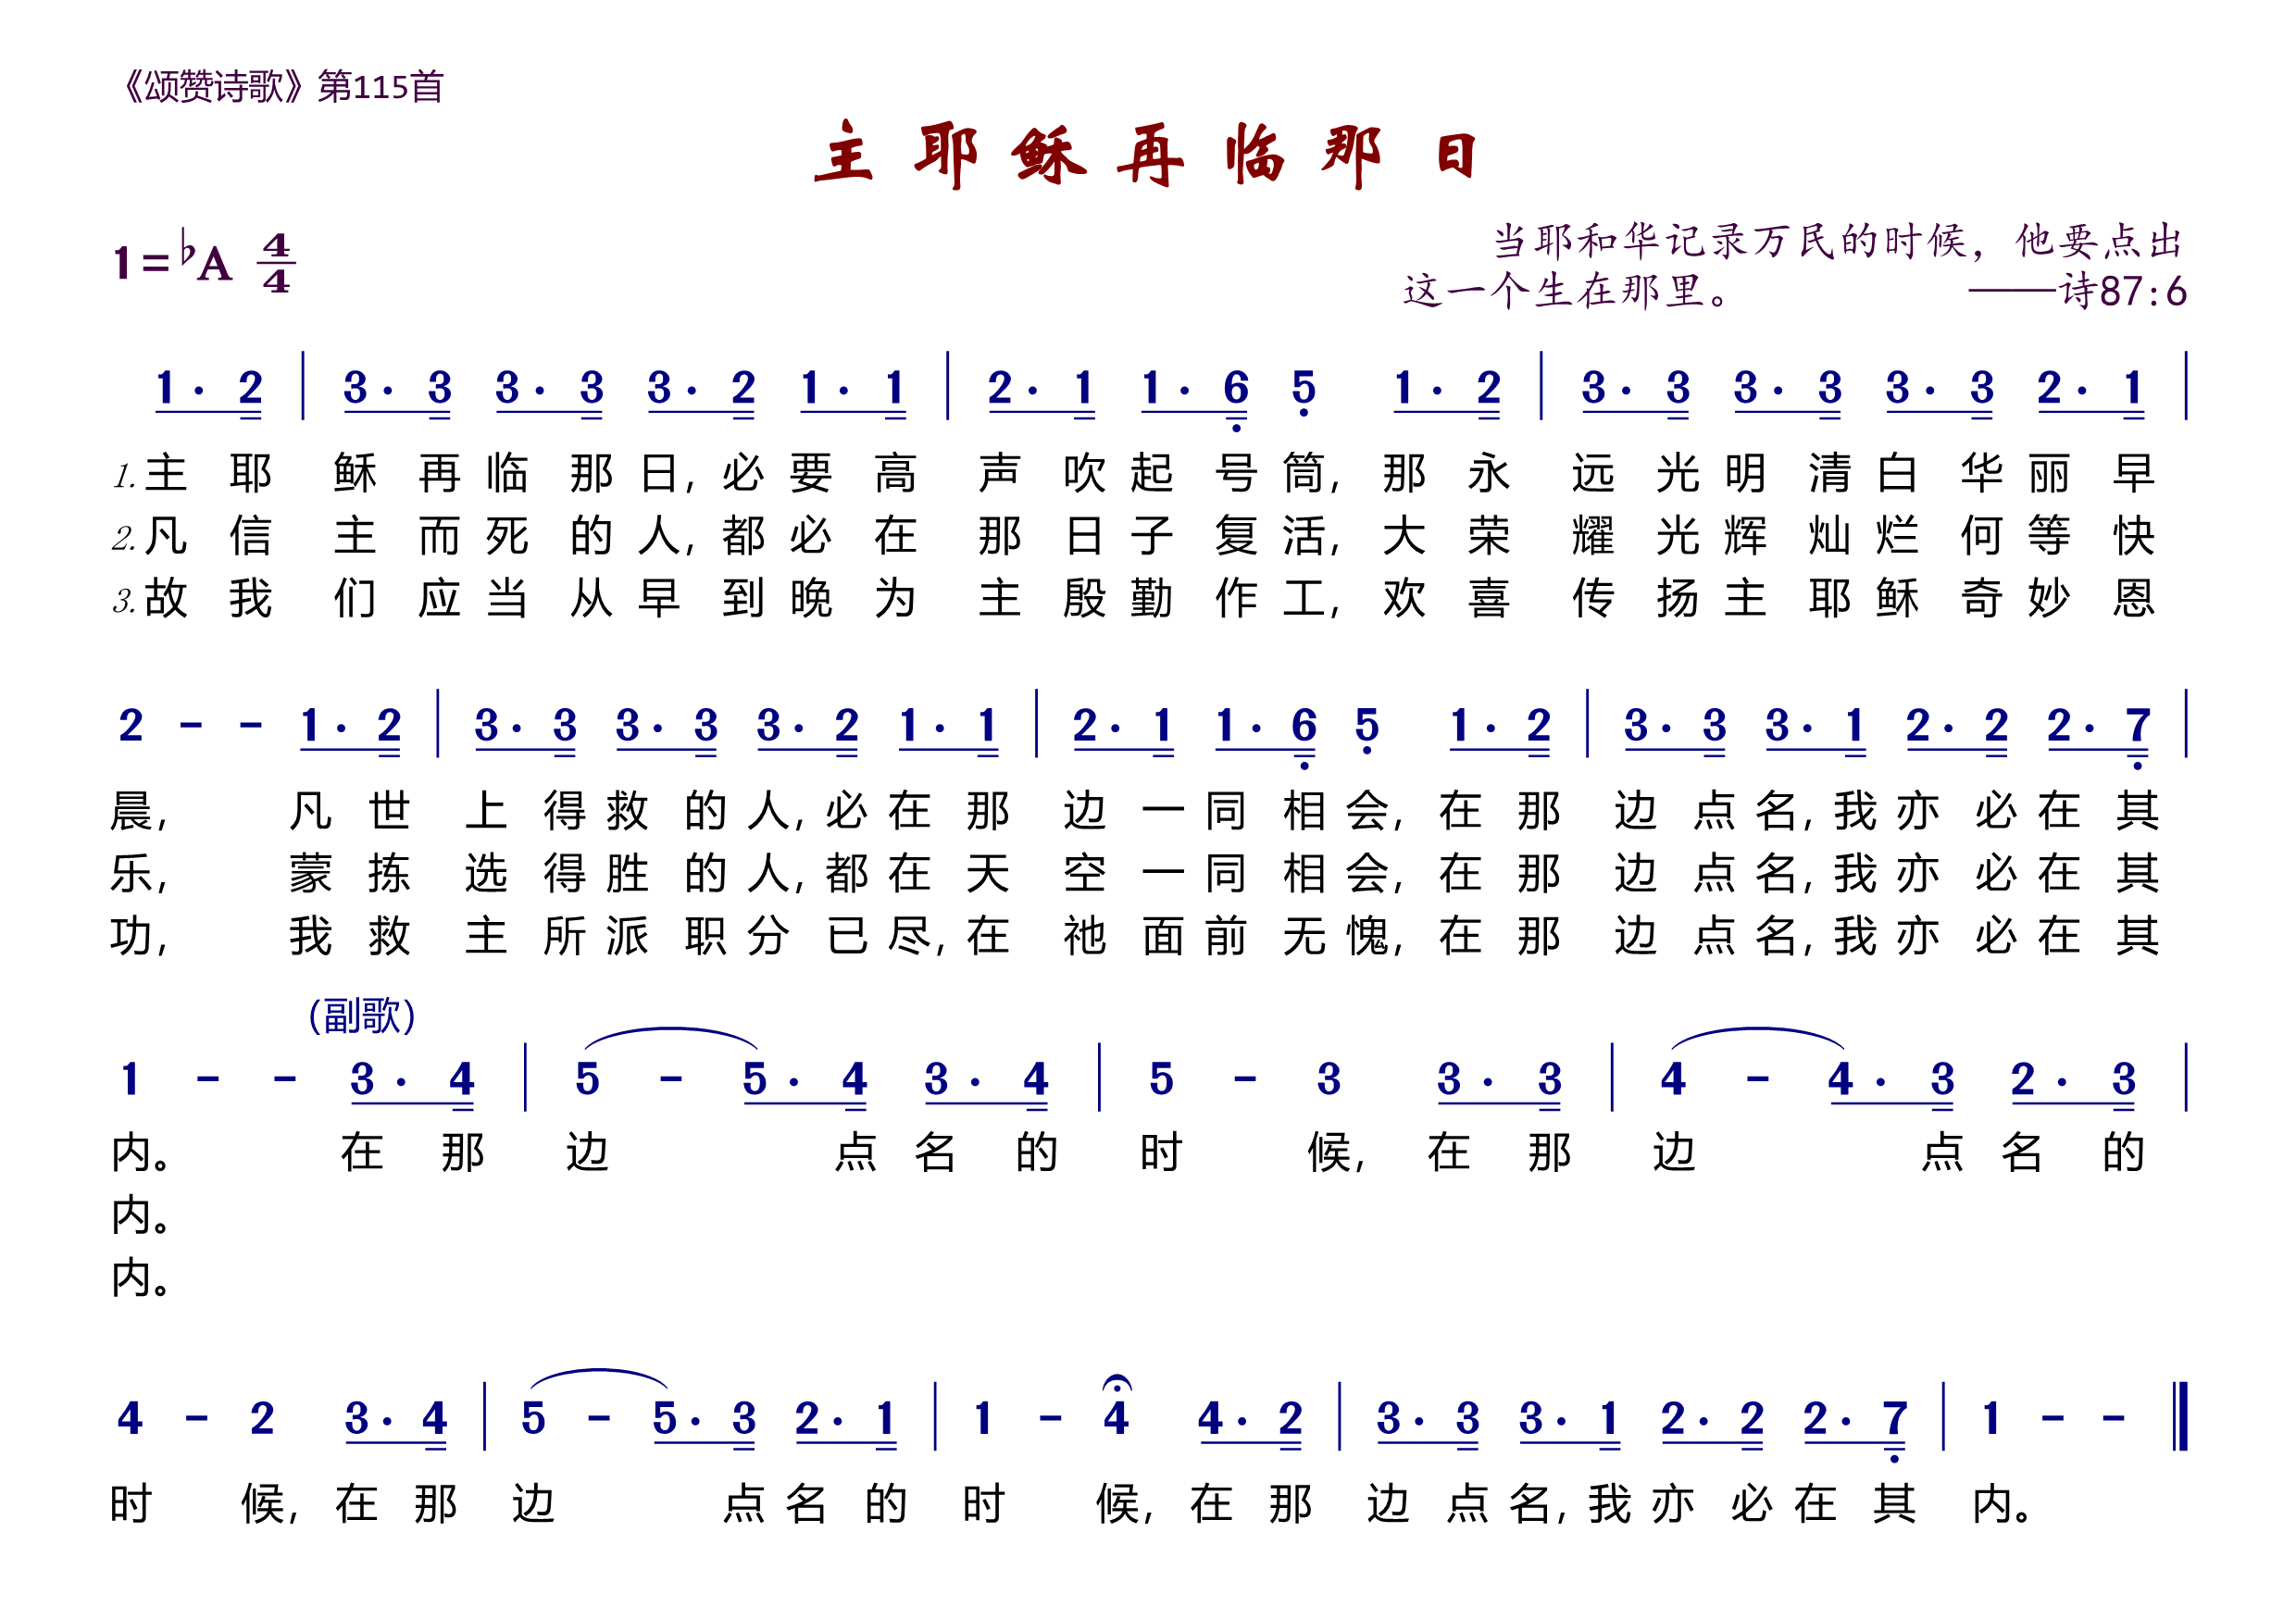 《颂赞诗歌》第115首
主耶稣再临那日
1=♭A 4/4
当耶和华记录万民的时候，他要点出
这一个生在那里。 ——诗87:6
1· 2 | 3· 3 3· 3 3· 2 1· 1 | 2· 1 1· 6̣ 5̣ 1· 2 | 3· 3 3· 3 3· 3 2· 1 |
1.主耶稣再临那日,必要高声吹起号筒,那永远光明清白华丽早
2.凡信主而死的人,都必在那日子复活,大荣耀光辉灿烂何等快
3.故我们应当从早到晚为主殷勤作工,欢喜传扬主耶稣奇妙恩
2 - - 1· 2 | 3· 3 3· 3 3· 2 1· 1 | 2· 1 1· 6̣ 5̣ 1· 2 | 3· 3 3· 1 2· 2 2· 7̣ |
晨,凡世上得救的人,必在那边一同相会,在那边点名,我亦必在其
乐,蒙拣选得胜的人,都在天空一同相会,在那边点名,我亦必在其
功,我救主所派职分已尽,在祂面前无愧,在那边点名,我亦必在其
(副歌)
1 - - 3· 4 | 5 - 5· 4 3· 4 | 5 - 3 3· 3 | 4 - 4· 3 2· 3 |
内。在那边点名的时候,在那边点名的
内。
内。
4 - 2 3· 4 | 5 - 5· 3 2· 1 | 1 - 4 4· 2 | 3· 3 3· 1 2· 2 2· 7̣ | 1 - - ‖
时候,在那边点名的时候,在那边点名,我亦必在其内。